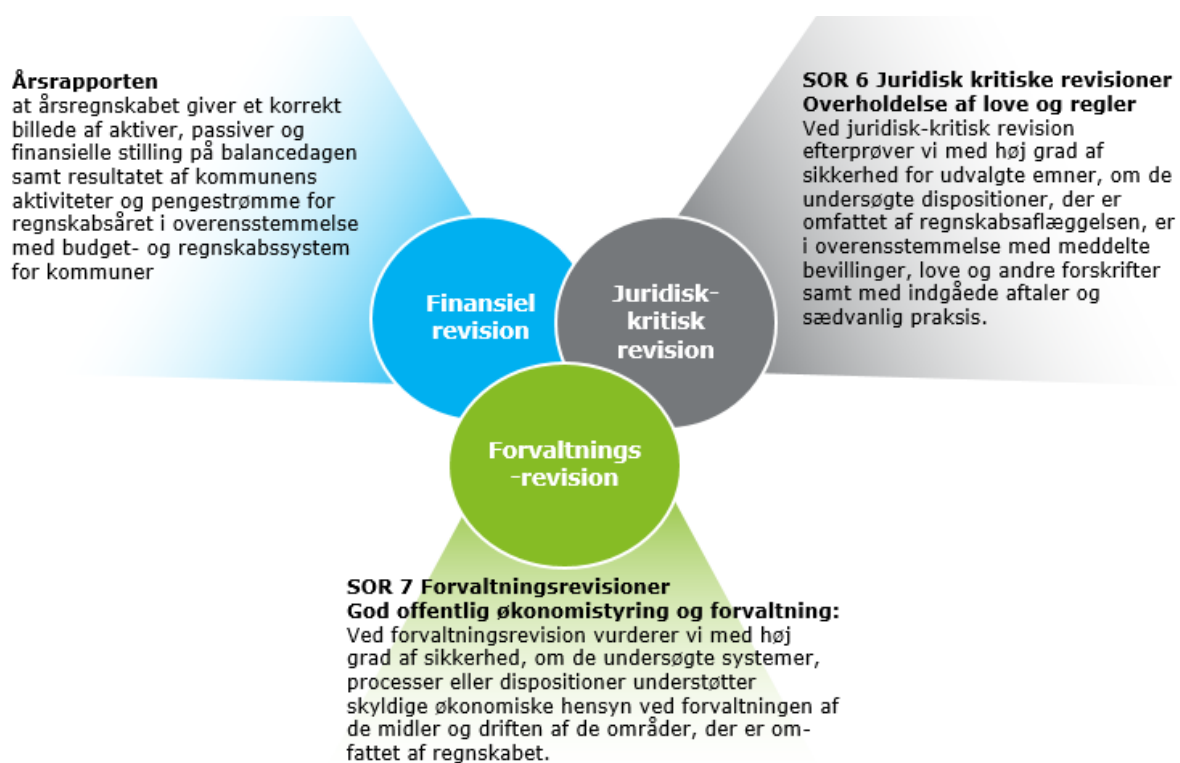 Årsrapporten
at årsregnskabet giver et korrekt
billede af aktiver, passiver og
finansielle stilling på balancedagen
samt resultatet af kommunens
aktiviteter og pengestrømme for
regnskabsåret i overensstemmelse
med budget- og regnskabssystem
for kommuner
SOR 6 Juridisk kritiske revisioner
Overholdelse af love og regler
Ved juridisk-kritisk revision
efterprøver vi med høj grad af
sikkerhed for udvalgte emner, om de
undersøgte dispositioner, der er
omfattet af regnskabsaflæggelsen, er
i overensstemmelse med meddelte
bevillinger, love og andre forskrifter
samt med indgåede aftaler og
sædvanlig praksis.
Finansiel
revision
Juridisk-
kritisk
revision
Forvaltnings
-revision
SOR 7 Forvaltningsrevisioner
God offentlig økonomistyring og forvaltning:
Ved forvaltningsrevision vurderer vi med høj
grad af sikkerhed, om de undersøgte systemer,
processer eller dispositioner understøtter
skyldige økonomiske hensyn ved forvaltningen af
de midler og driften af de områder, der er om-
fattet af regnskabet.